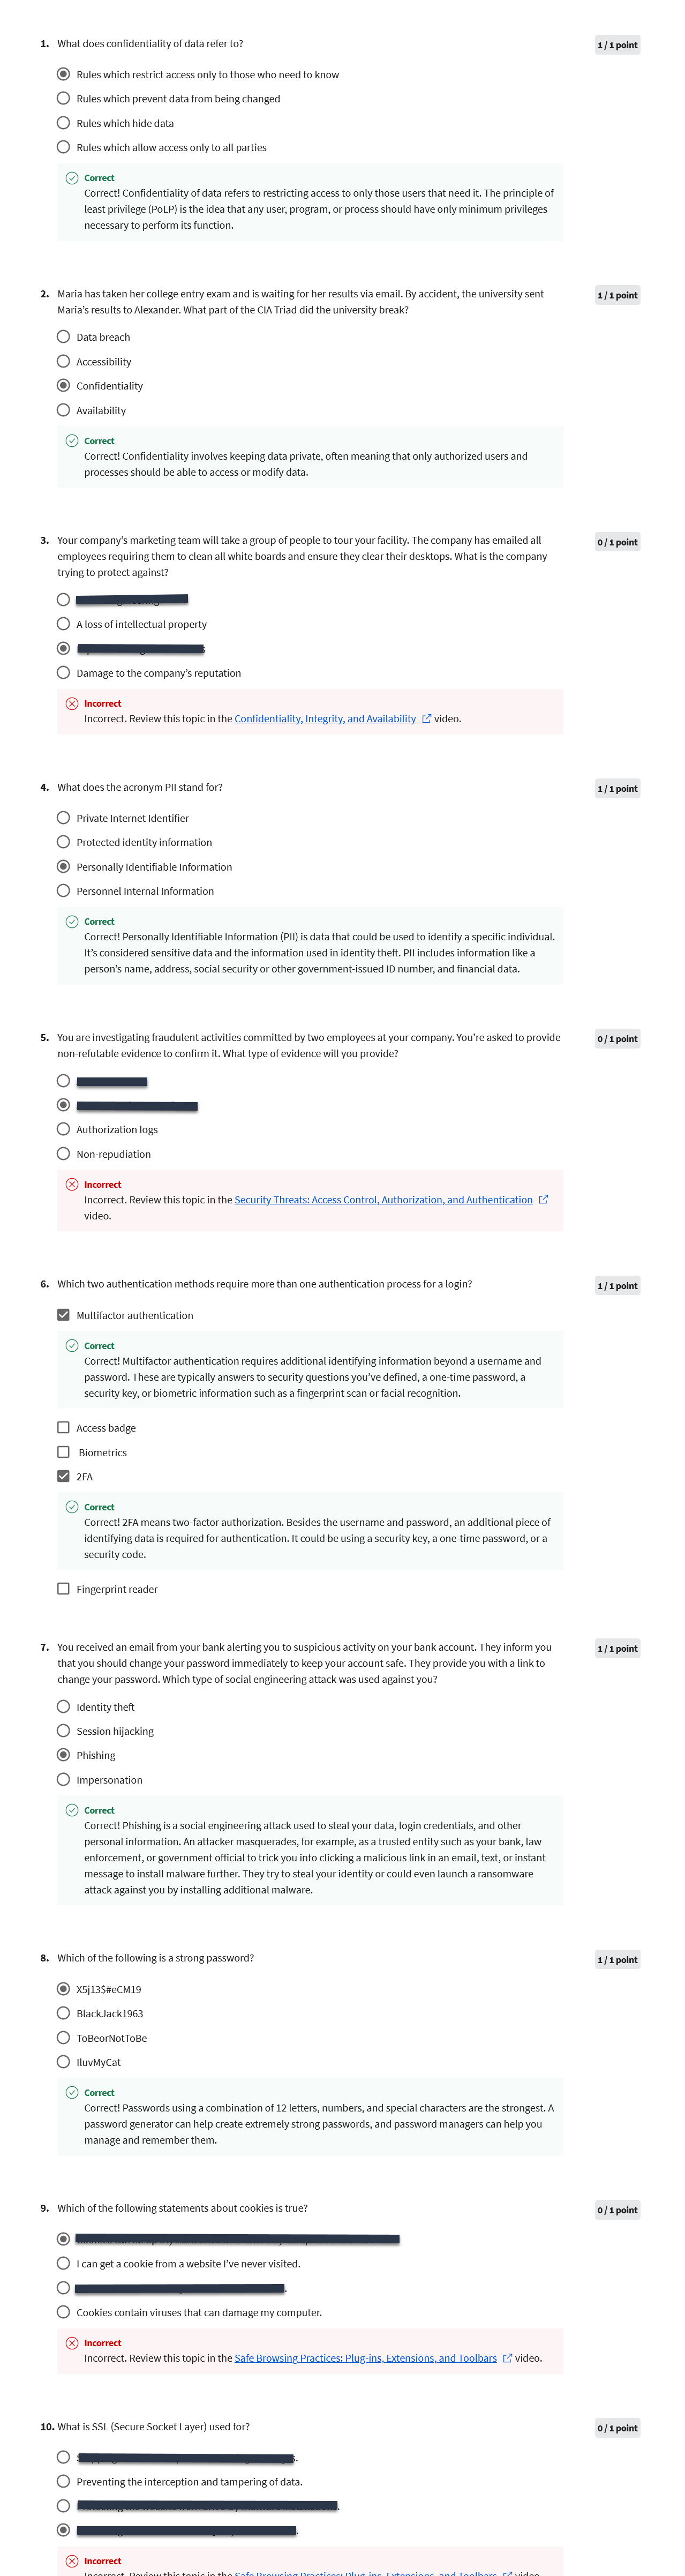 1. What does confidentiality of data refer to?
1 / 1 point
Rules which restrict access only to those who need to know
Rules which prevent data from being changed
Rules which hide data
Rules which allow access only to all parties
Correct
Correct! Confidentiality of data refers to restricting access to only those users that need it. The principle of
least privilege (PoLP) is the idea that any user, program, or process should have only minimum privileges
necessary to perform its function.
2. Maria has taken her college entry exam and is waiting for her results via email. By accident, the university sent
Maria's results to Alexander. What part of the CIA Triad did the university break?
1 / 1 point
Data breach
Accessibility
Confidentiality
Availability
Correct
Correct! Confidentiality involves keeping data private, often meaning that only authorized users and
processes should be able to access or modify data.
3. Your company's marketing team will take a group of people to tour your facility. The company has emailed all
employees requiring them to clean all white boards and ensure they clear their desktops. What is the company
trying to protect against?
0 / 1 point
A loss of intellectual property
Damage to the company's reputation
Incorrect
Incorrect. Review this topic in the Confidentiality, Integrity, and Availability video.
4. What does the acronym PII stand for?
1 / 1 point
Private Internet Identifier
Protected identity information
Personally Identifiable Information
Personnel Internal Information
Correct
Correct! Personally Identifiable Information (PII) is data that could be used to identify a specific individual.
It's considered sensitive data and the information used in identity theft. PII includes information like a
person's name, address, social security or other government-issued ID number, and financial data.
5. You are investigating fraudulent activities committed by two employees at your company. You're asked to provide
non-refutable evidence to confirm it. What type of evidence will you provide?
0 / 1 point
Authorization logs
Non-repudiation
Incorrect
Incorrect. Review this topic in the Security Threats: Access Control, Authorization, and Authentication
video.
6. Which two authentication methods require more than one authentication process for a login?
1 / 1 point
Multifactor authentication
Correct
Correct! Multifactor authentication requires additional identifying information beyond a username and
password. These are typically answers to security questions you've defined, a one-time password, a
security key, or biometric information such as a fingerprint scan or facial recognition.
Access badge
Biometrics
2FA
Correct
Correct! 2FA means two-factor authorization. Besides the username and password, an additional piece of
identifying data is required for authentication. It could be using a security key, a one-time password, or a
security code.
Fingerprint reader
7. You received an email from your bank alerting you to suspicious activity on your bank account. They inform you
that you should change your password immediately to keep your account safe. They provide you with a link to
change your password. Which type of social engineering attack was used against you?
1 / 1 point
Identity theft
Session hijacking
Phishing
Impersonation
Correct
Correct! Phishing is a social engineering attack used to steal your data, login credentials, and other
personal information. An attacker masquerades, for example, as a trusted entity such as your bank, law
enforcement, or government official to trick you into clicking a malicious link in an email, text, or instant
message to install malware further. They try to steal your identity or could even launch a ransomware
attack against you by installing additional malware.
8. Which of the following is a strong password?
1 / 1 point
X5j13$#eCM19
BlackJack1963
ToBeorNotToBe
IluvMyCat
Correct
Correct! Passwords using a combination of 12 letters, numbers, and special characters are the strongest. A
password generator can help create extremely strong passwords, and password managers can help you
manage and remember them.
9. Which of the following statements about cookies is true?
0 / 1 point
I can get a cookie from a website I've never visited.
Cookies contain viruses that can damage my computer.
Incorrect
Incorrect. Review this topic in the Safe Browsing Practices: Plug-ins, Extensions, and Toolbars video.
10. What is SSL (Secure Socket Layer) used for?
0 / 1 point
Preventing the interception and tampering of data.
Incorrect
Incorrect. Review this topic in the Safe Browsing Practices: Plug-ins, Extensions, and Toolbars video.